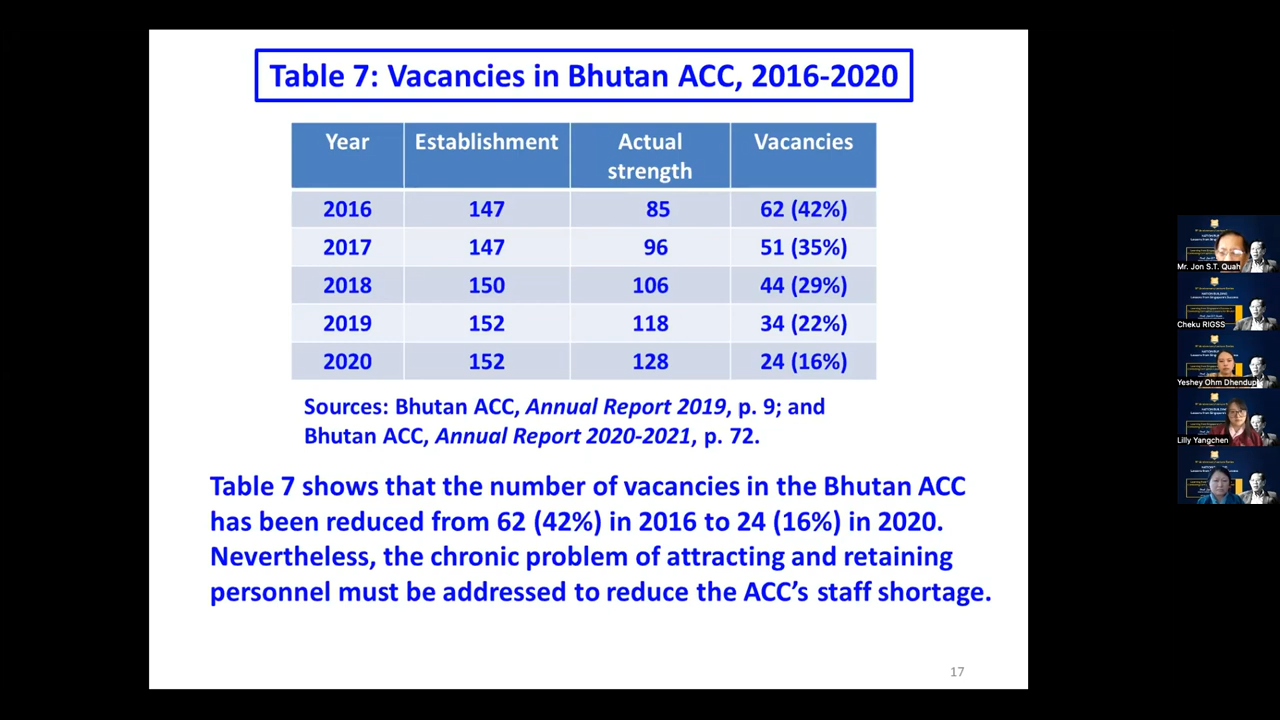 Table 7: Vacancies in Bhutan ACC, 2016-2020
Year Establishment Actual strength Vacancies
2016 147 85 62 (42%)
2017 147 96 51 (35%)
2018 150 106 44 (29%)
2019 152 118 34 (22%)
2020 152 128 24 (16%)
Sources: Bhutan ACC, Annual Report 2019, p. 9; and
Bhutan ACC, Annual Report 2020-2021, p. 72.
Table 7 shows that the number of vacancies in the Bhutan ACC
has been reduced from 62 (42%) in 2016 to 24 (16%) in 2020.
Nevertheless, the chronic problem of attracting and retaining
personnel must be addressed to reduce the ACC’s staff shortage.
17
Mr. Jon S.T. Quah
Cheku RIGSS
Yeshey Ohm Dhendup
Lilly Yangchen